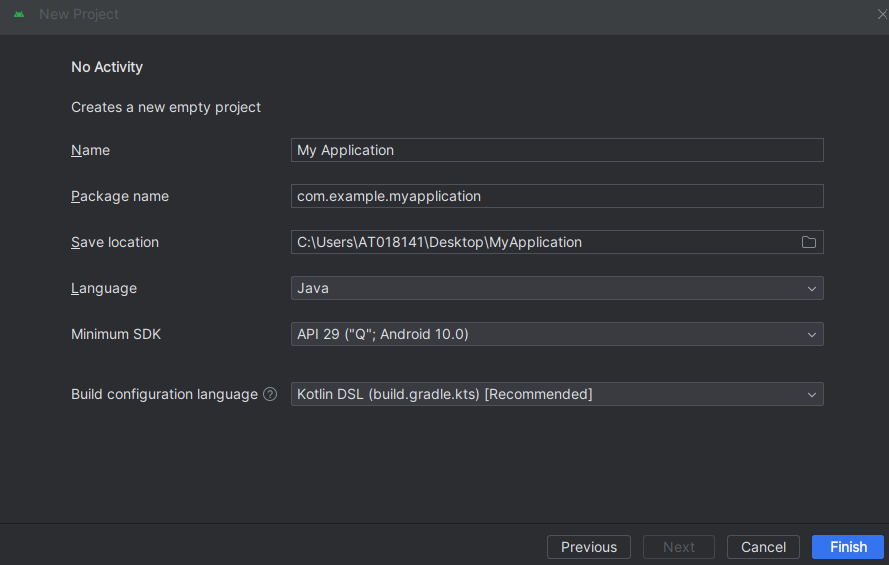 New Project
No Activity
Creates a new empty project
Name My Application
Package name com.example.myapplication
Save location C:\Users\AT018141\Desktop\MyApplication
Language Java
Minimum SDK API 29 ("Q"; Android 10.0)
Build configuration language ? Kotlin DSL (build.gradle.kts) [Recommended]
Previous Next Cancel Finish